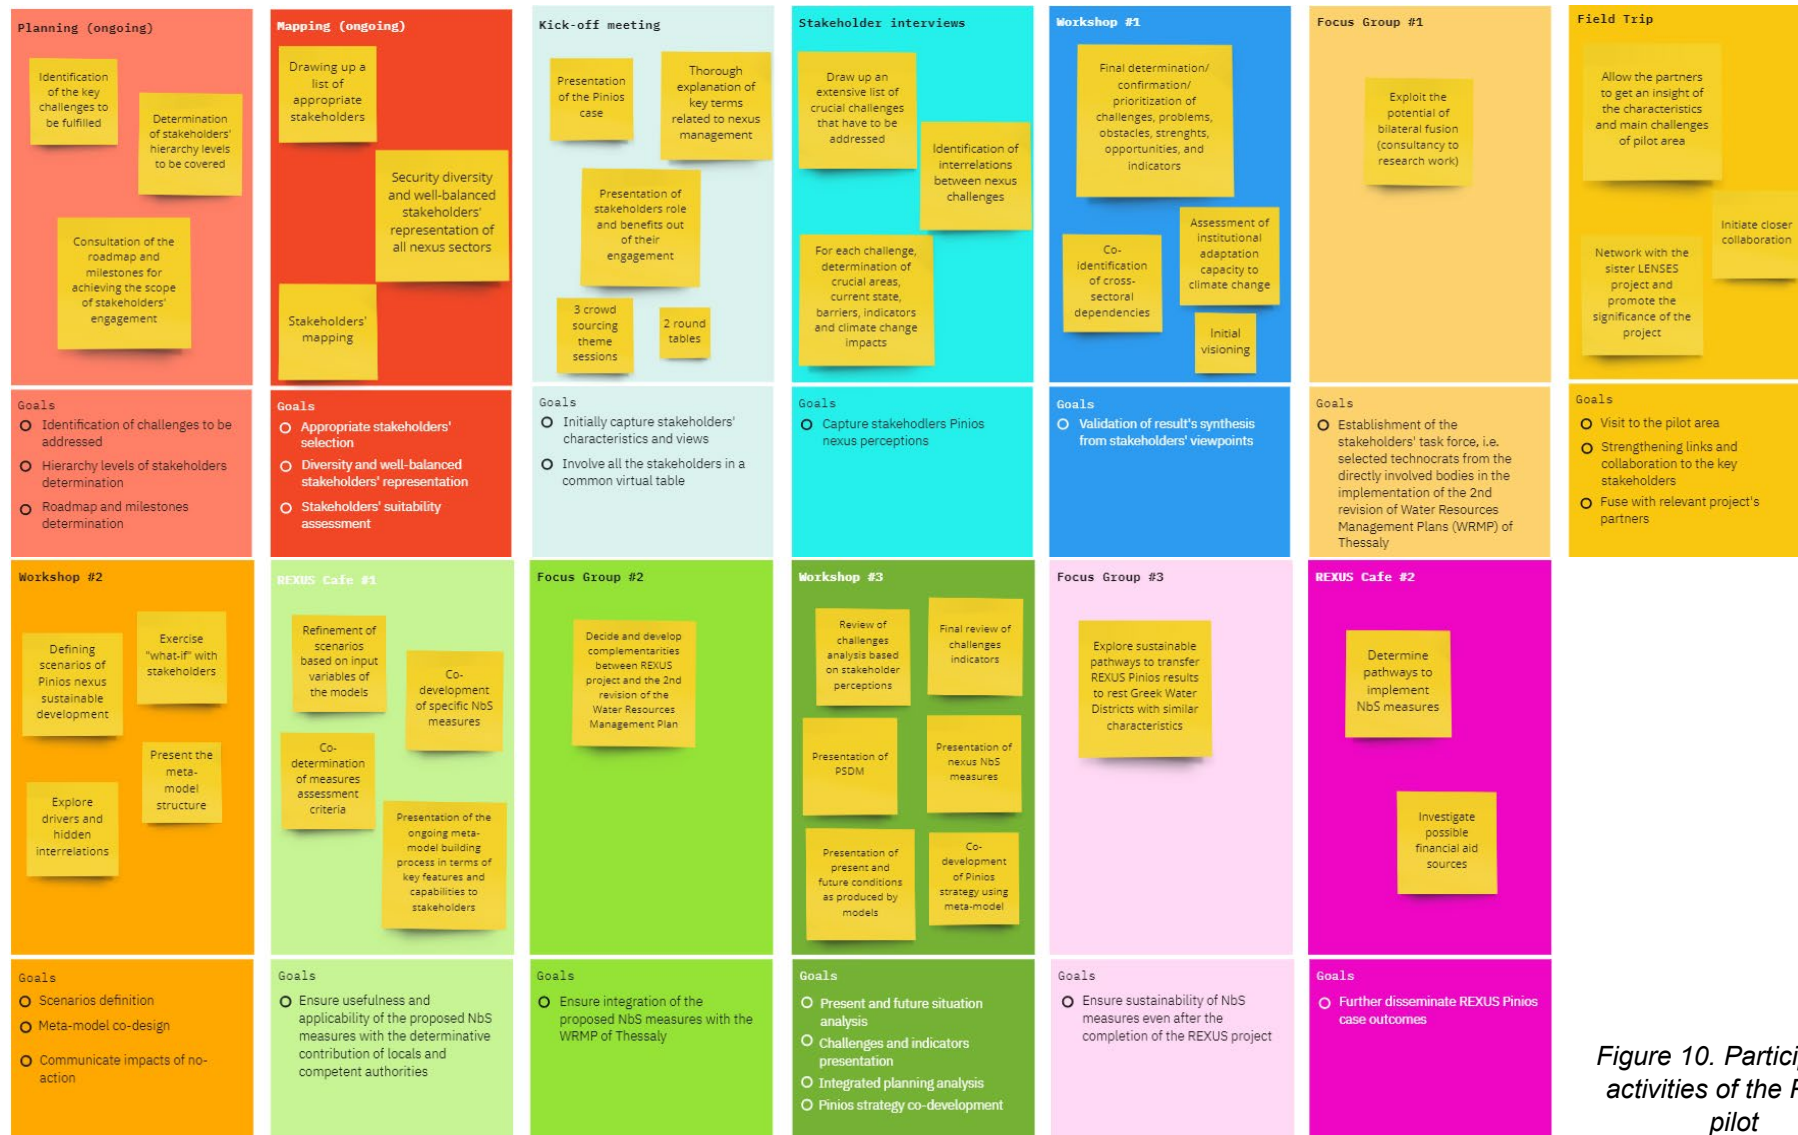 Planning (ongoing)
Identification
of the key
challenges to
be fulfilled
Determination
of stakeholders'
hierarchy levels
to be covered
Consultation of the
roadmap and
milestones for
achieving the scope
of stakeholders'
engagement
Goals
Identification of challenges to be
addressed
Hierarchy levels of stakeholders
determination
Roadmap and milestones
determination
Mapping (ongoing)
Drawing up a
list of
appropriate
stakeholders
Security diversity
and well-balanced
stakeholders'
representation of
all nexus sectors
Stakeholders'
mapping
Goals
Appropriate stakeholders'
selection
Diversity and well-balanced
stakeholders' representation
Stakeholders' suitability
assessment
Kick-off meeting
Presentation
of the Pinios
case
Thorough
explanation of
key terms
related to nexus
management
Presentation of
stakeholders role
and benefits out
of their
engagement
3 crowd
sourcing
theme
sessions
2 round
tables
Goals
Initially capture stakeholders'
characteristics and views
Involve all the stakeholders in a
common virtual table
Stakeholder interviews
Draw up an
extensive list of
crucial challenges
that have to be
addressed
Identification of
interrelations
between nexus
challenges
For each challenge,
determination of
crucial areas,
current state,
barriers, indicators
and climate change
impacts
Goals
Capture stakehodlers Pinios
nexus perceptions
Workshop #1
Final determination/
confirmation/
prioritization of
challenges, problems,
obstacles, strenghts,
opportunities, and
indicators
Co-
identification
of cross-
sectoral
dependencies
Assessment of
institutional
adaptation
capacity to
climate change
Initial
visioning
Goals
Validation of result's synthesis
from stakeholders' viewpoints
Focus Group #1
Exploit the
potential of
bilateral fusion
(consultancy to
research work)
Goals
Establishment of the
stakeholders' task force, i.e.
selected technocrats from the
directly involved bodies in the
implementation of the 2nd
revision of Water Resources
Management Plans (WRMP) of
Thessaly
Field Trip
Allow the partners
to get an insight of
the characteristics
and main challenges
of pilot area
Initiate closer
collaboration
Network with the
sister LENSES
project and
promote the
significance of the
project
Goals
Visit to the pilot area
Strengthening links and
collaboration to the key
stakeholders
Fuse with relevant project's
partners
Workshop #2
Defining
scenarios of
Pinios nexus
sustainable
development
Exercise
"what-if" with
stakeholders
Present the
meta-
model
structure
Explore
drivers and
hidden
interrelations
Goals
Scenarios definition
Meta-model co-design
Communicate impacts of no-
action
REXUS Cafe #1
Refinement of
scenarios
based on input
variables of
the models
Co-
development
of specific NbS
measures
Co-
determination
of measures
assessment
criteria
Presentation of the
ongoing meta-
model building
process in terms of
key features and
capabilities to
stakeholders
Goals
Ensure usefulness and
applicability of the proposed NbS
measures with the determinative
contribution of locals and
competent authorities
Focus Group #2
Decide and develop
complementarities
between REXUS
project and the 2nd
revision of the
Water Resources
Management Plan
Goals
Ensure integration of the
proposed NbS measures with the
WRMP of Thessaly
Workshop #3
Review of
challenges
analysis based
on stakeholder
perceptions
Final review of
challenges
indicators
Presentation of
PSDM
Presentation of
nexus NbS
measures
Presentation of
present and
future conditions
as produced by
models
Co-
development
of Pinios
strategy using
meta-model
Goals
Present and future situation
analysis
Challenges and indicators
presentation
Integrated planning analysis
Pinios strategy co-development
Focus Group #3
Explore sustainable
pathways to transfer
REXUS Pinios results
to rest Greek Water
Districts with similar
characteristics
Goals
Ensure sustainability of NbS
measures even after the
completion of the REXUS project
REXUS Cafe #2
Determine
pathways to
implement
NbS measures
Investigate
possible
financial aid
sources
Goals
Further disseminate REXUS Pinios
case outcomes
Figure 10. Particip
activities of the
pilot